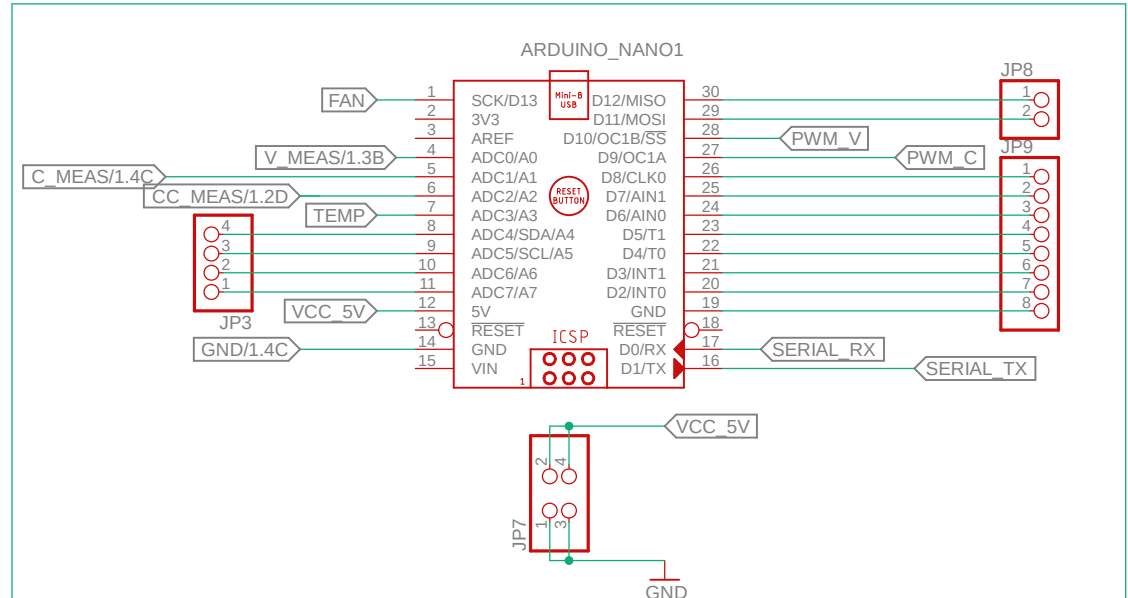 ARDUINO_NANO1
JP8
FAN 1 SCK/D13 Mini-B D12/MISO 30 1
USB
2 3V3 D11/MOSI 29 2
3 AREF D10/OC1B/SS 28 PWM_V
JP9
V_MEAS/1.3B 4 ADC0/A0 D9/OC1A 27 PWM_C
C_MEAS/1.4C 5 ADC1/A1 D8/CLK0 26 1
CC_MEAS/1.2D 6 ADC2/A2 RESET D7/AIN1 25 2
BUTTON
TEMP 7 ADC3/A3 D6/AIN0 24 3
4 8 ADC4/SDA/A4 D5/T1 23 4
3 9 ADC5/SCL/A5 D4/T0 22 5
2 10 ADC6/A6 D3/INT1 21 6
1 11 ADC7/A7 D2/INT0 20 7
VCC_5V 12 5V GND 19 8
JP3
13 RESET ICSP RESET 18
GND/1.4C 14 GND D0/RX 17 SERIAL_RX
15 VIN 1 D1/TX 16 SERIAL_TX
VCC_5V
2 4
1 3
JP7
GND